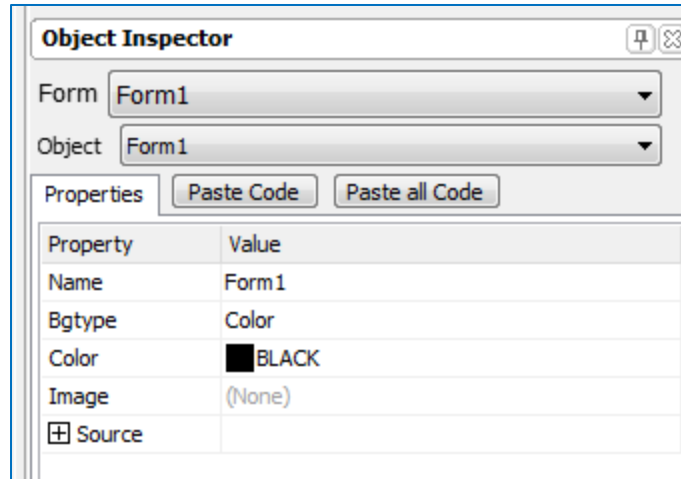 Object Inspector
Form Form1
Object Form1
Properties Paste Code Paste all Code
Property Value
Name Form1
Bgtype Color
Color BLACK
Image (None)
Source